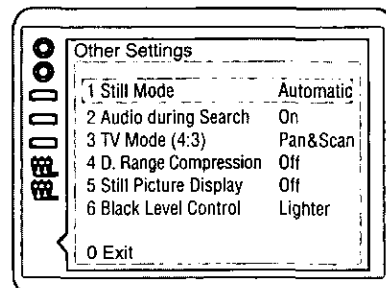 Other Settings
1 Still Mode Automatic
2 Audio during Search On
3 TV Mode (4:3) Pan&Scan
4 D. Range Compression Off
5 Still Picture Display Off
6 Black Level Control Lighter
0 Exit